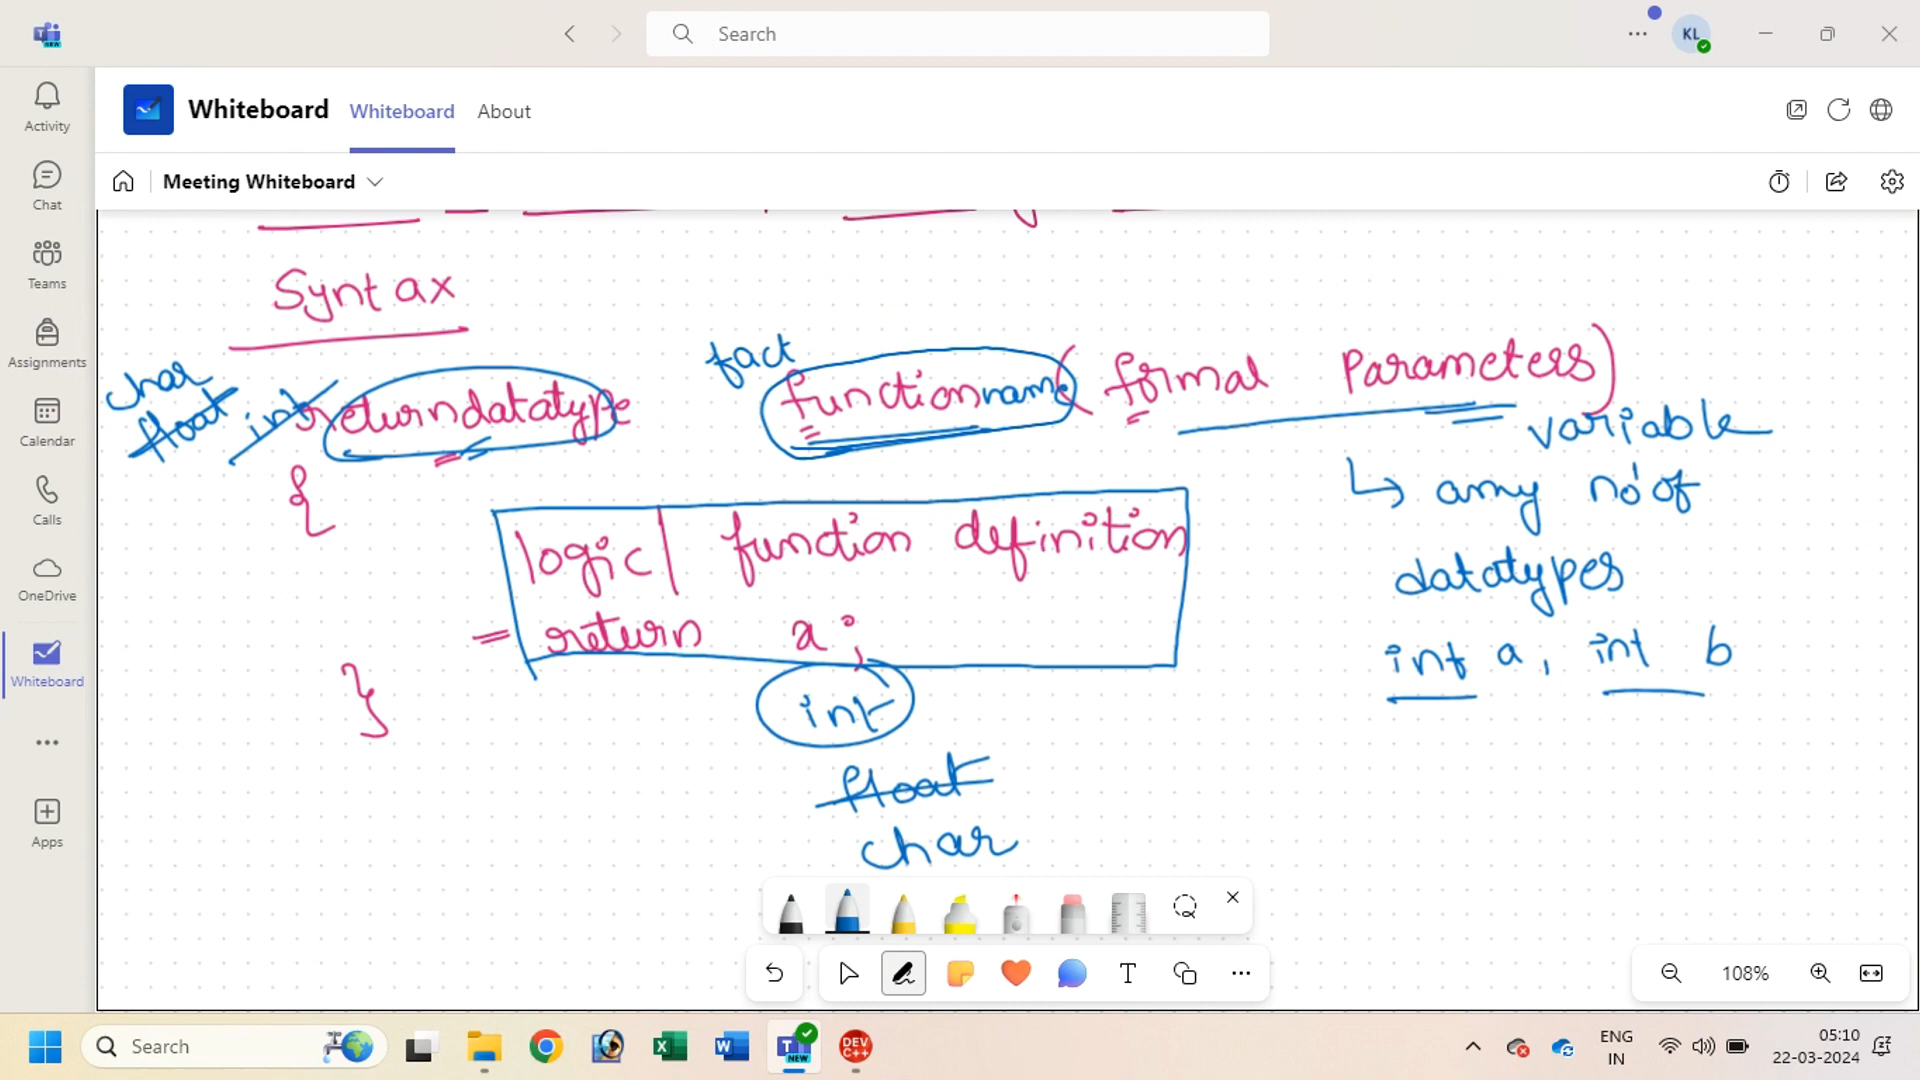 Search
KL
Activity
Chat
Teams
Assignments
Calendar
Calls
OneDrive
Whiteboard
Apps
Whiteboard Whiteboard About
Meeting Whiteboard
Syntax
char
float int returndatatype fact functionname ( formal Parameters )
variable
{
↳ any no of
datatypes
int a, int b
logic | function definition
= return a ;
}
int
float
char
108%
Search
DEV C++
ENG
IN
05:10
22-03-2024